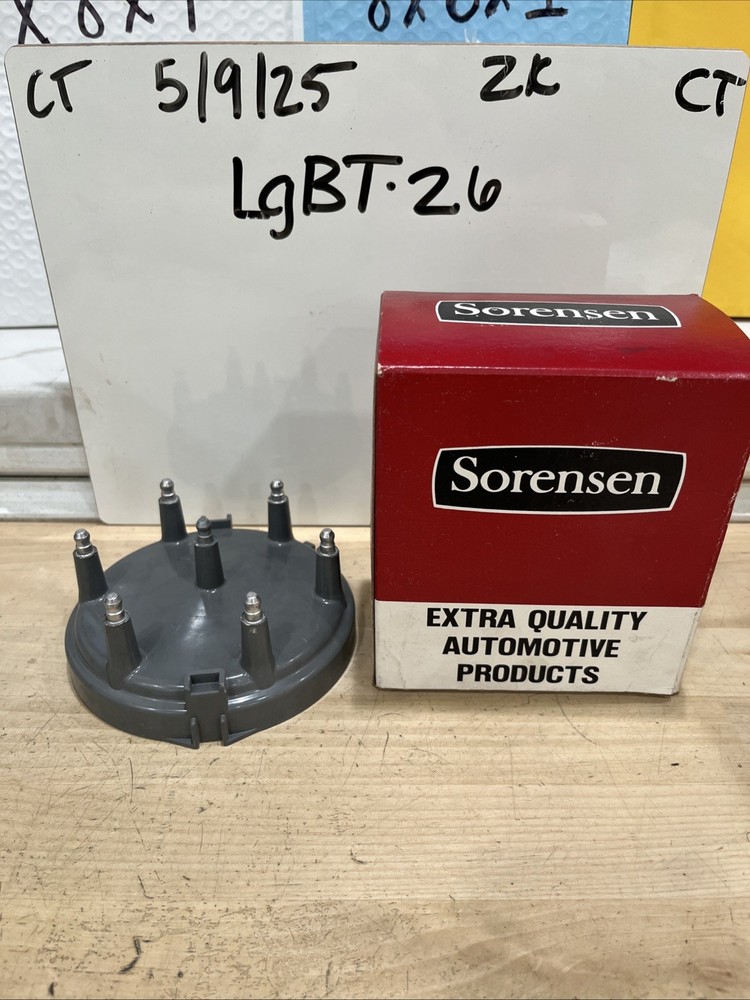 CT 5/9/25 ZK CT
LgBT.26
Sorensen
Sorensen
EXTRA QUALITY
AUTOMOTIVE
PRODUCTS